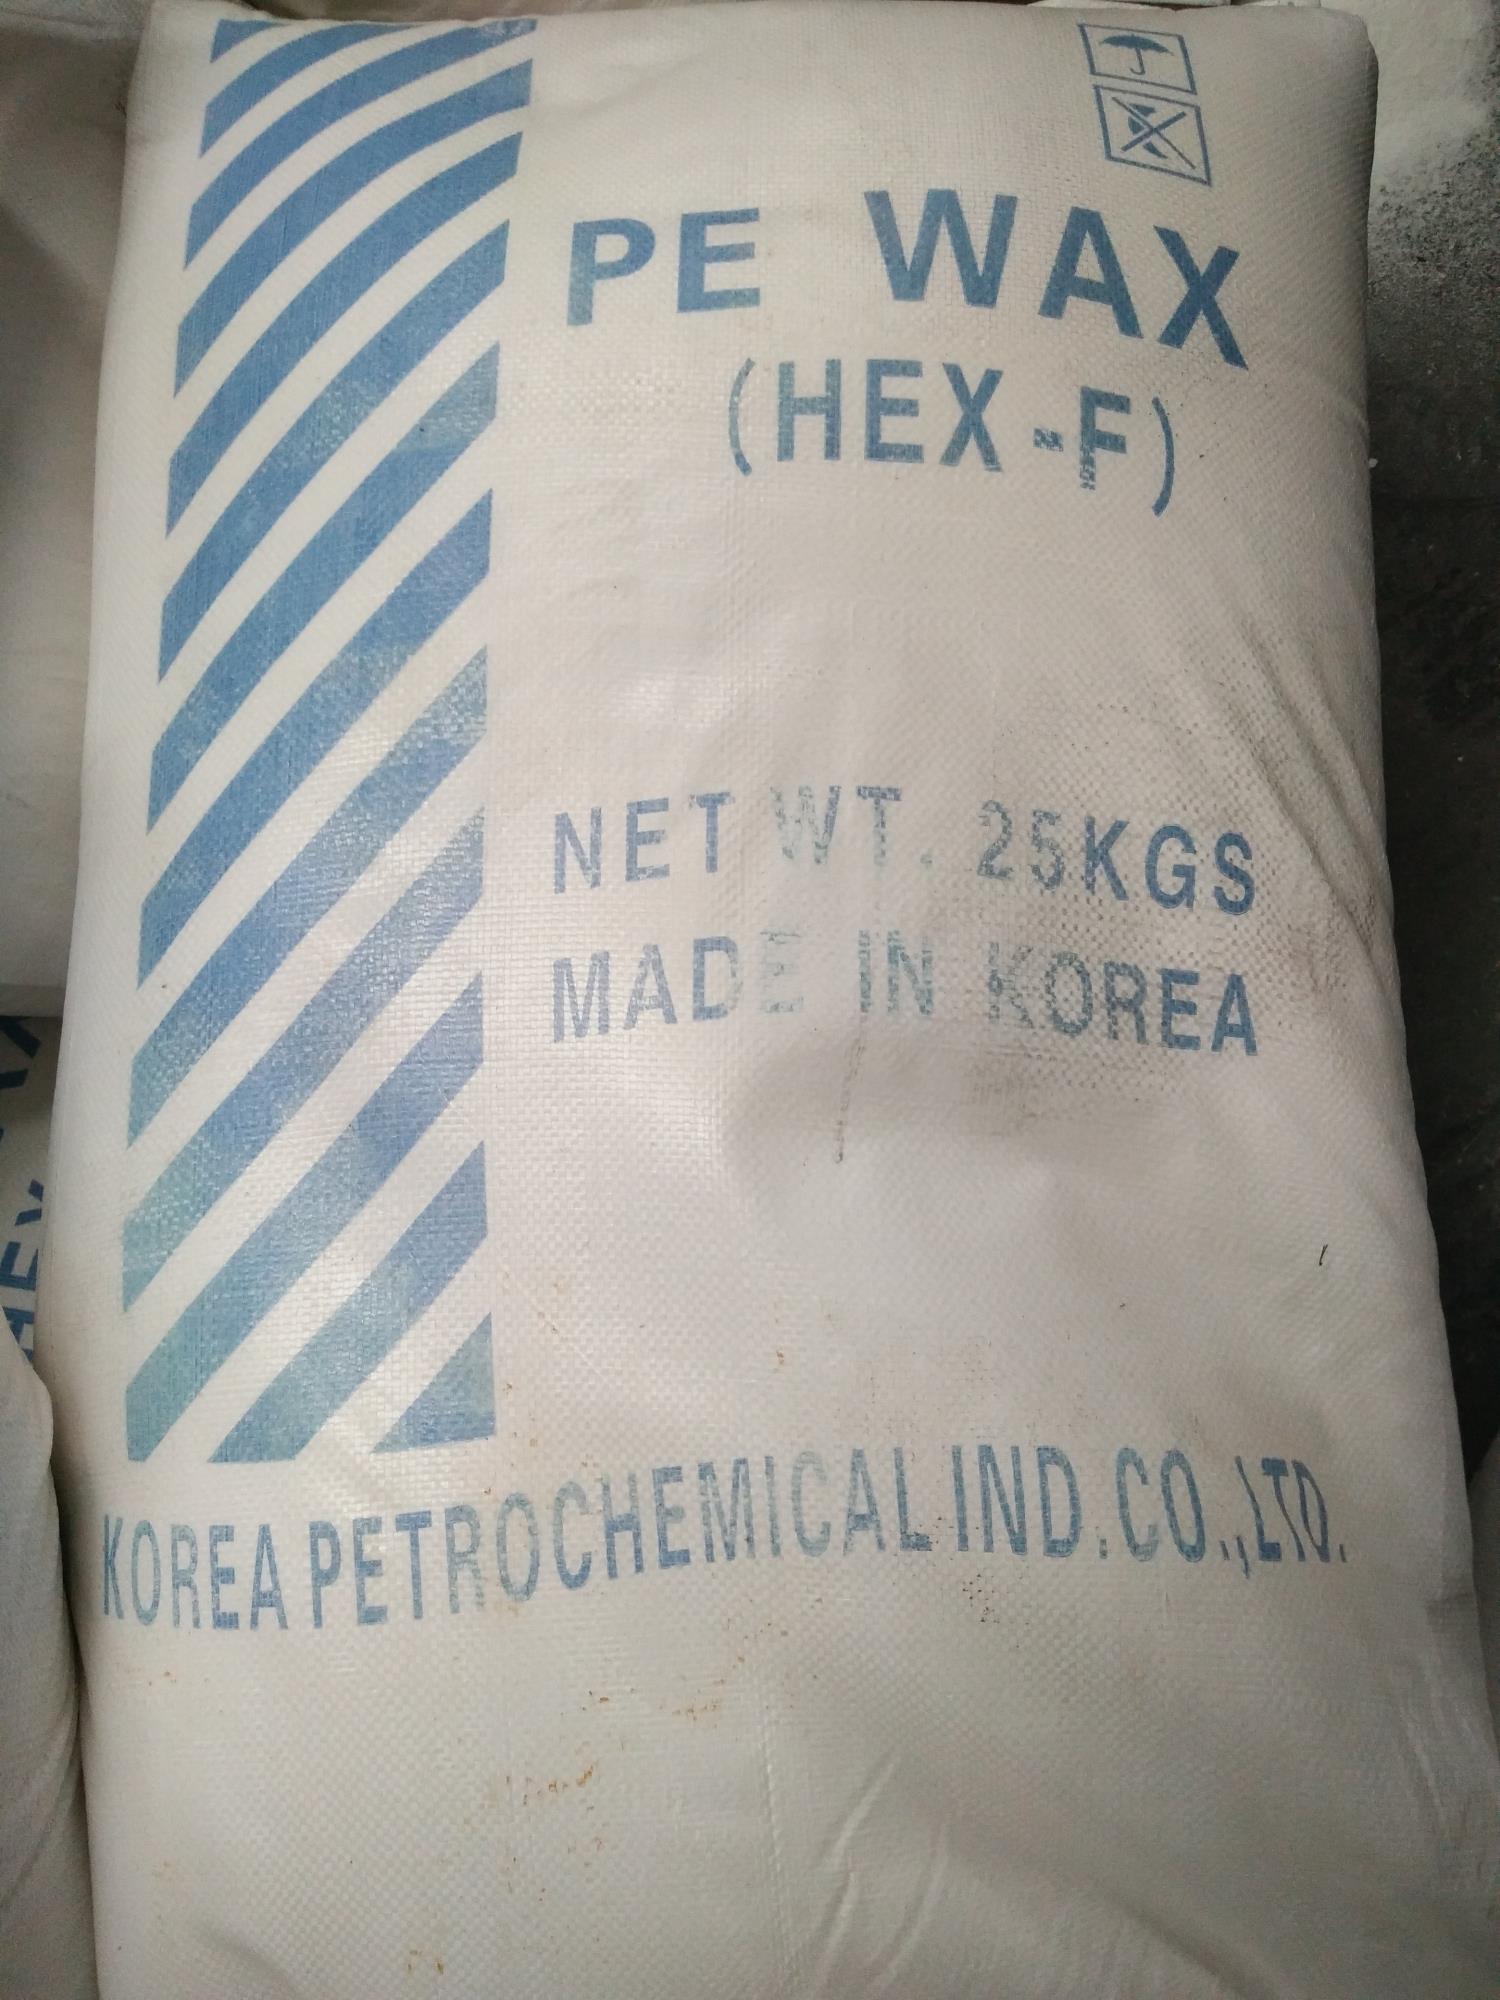 PE WAX
(HEX-F)
NET WT. 25KGS
MADE IN KOREA
KOREA PETROCHEMICAL IND.CO.,LTD.